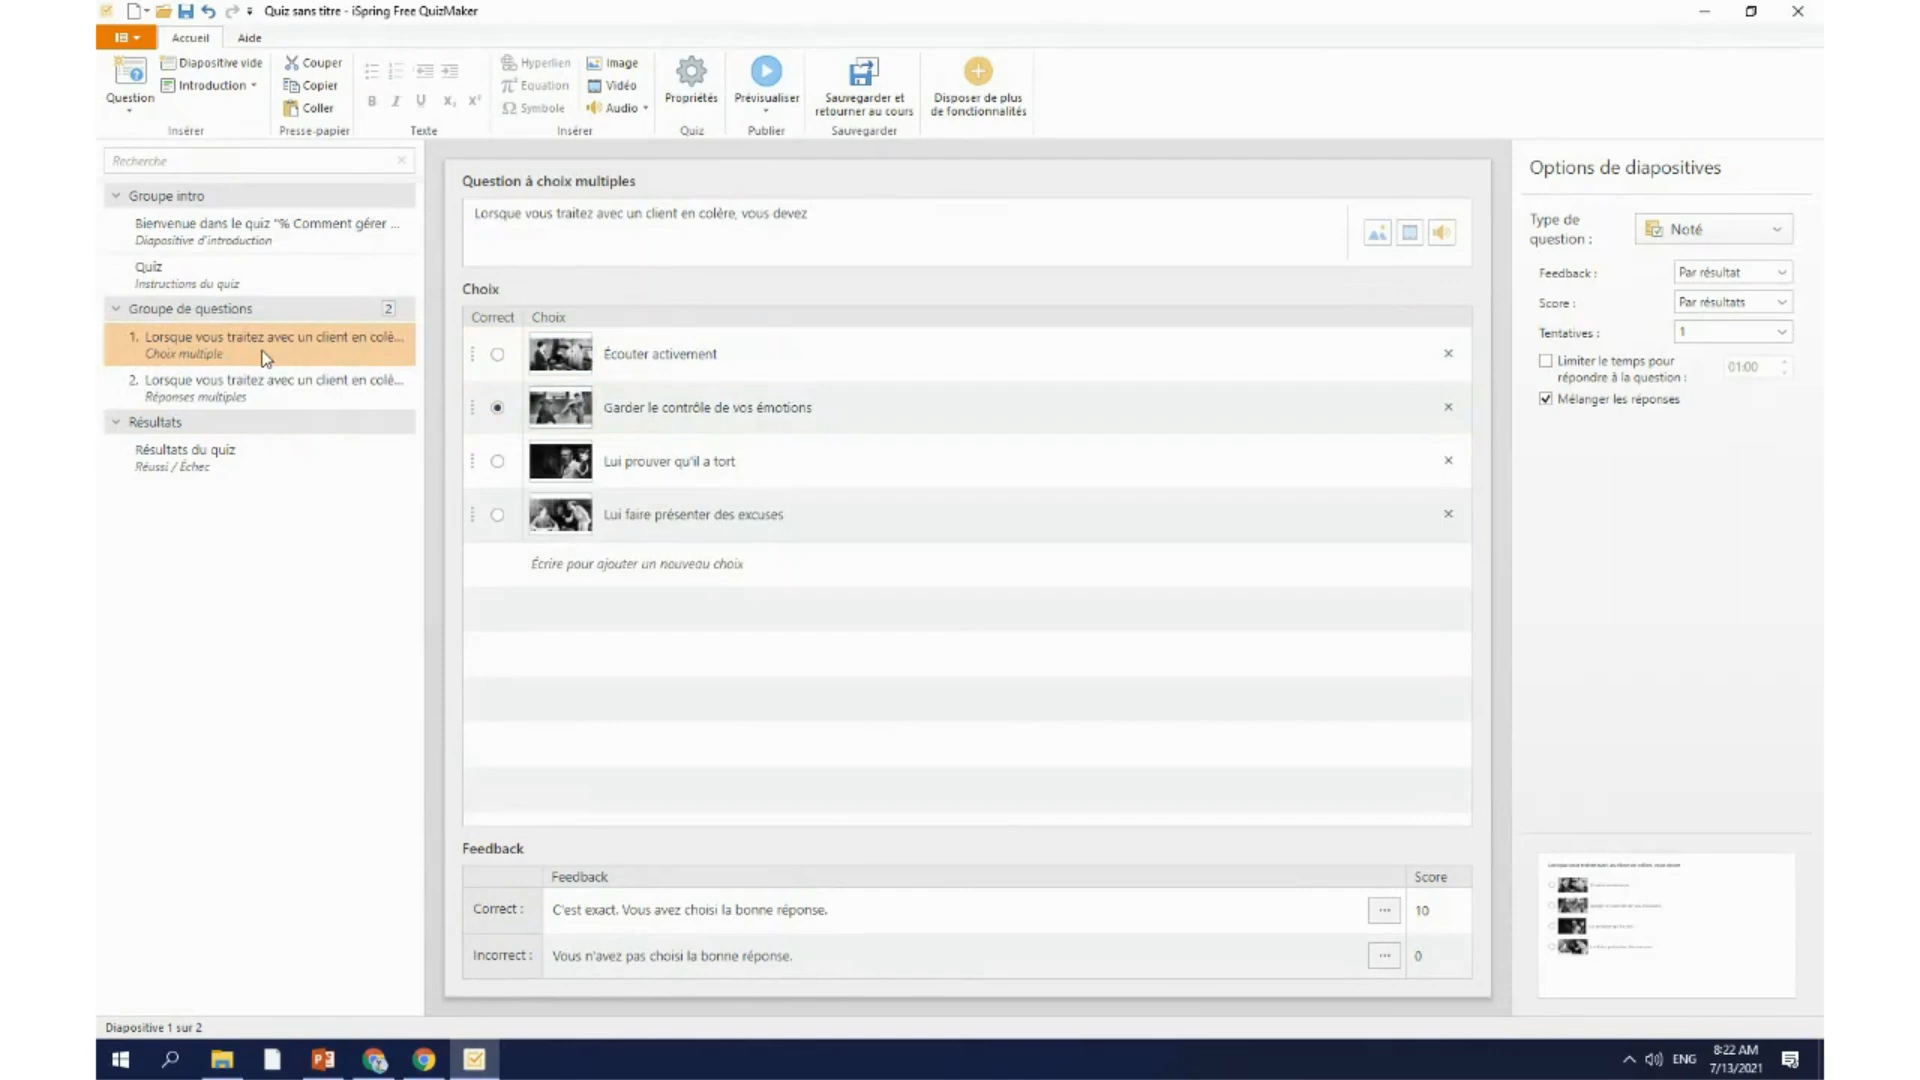 Quiz sans titre - iSpring Free QuizMaker
Accueil
Aide
Question
Diapositive vide
Introduction
Insérer
Couper
Copier
Coller
Presse-papier
B I U X₂ X²
Texte
Hyperlien
Equation
Symbole
Image
Vidéo
Audio
Insérer
Propriétés
Quiz
Prévisualiser
Publier
Sauvegarder et
retourner au cours
Sauvegarder
Disposer de plus
de fonctionnalités
Recherche
Groupe intro
Bienvenue dans le quiz "% Comment gérer ...
Diapositive d'introduction
Quiz
Instructions du quiz
Groupe de questions 2
1. Lorsque vous traitez avec un client en colè...
Choix multiple
2. Lorsque vous traitez avec un client en colè...
Réponses multiples
Résultats
Résultats du quiz
Réussi / Échec
Question à choix multiples
Lorsque vous traitez avec un client en colère, vous devez
Choix
Correct Choix
Écouter activement
Garder le contrôle de vos émotions
Lui prouver qu'il a tort
Lui faire présenter des excuses
Écrire pour ajouter un nouveau choix
Feedback
Feedback Score
Correct : C'est exact. Vous avez choisi la bonne réponse. ... 10
Incorrect : Vous n'avez pas choisi la bonne réponse. ... 0
Options de diapositives
Type de
question :
Noté
Feedback : Par résultat
Score : Par résultats
Tentatives : 1
Limiter le temps pour
répondre à la question :
01:00
Mélanger les réponses
Diapositive 1 sur 2
ENG
8:22 AM
7/13/2021